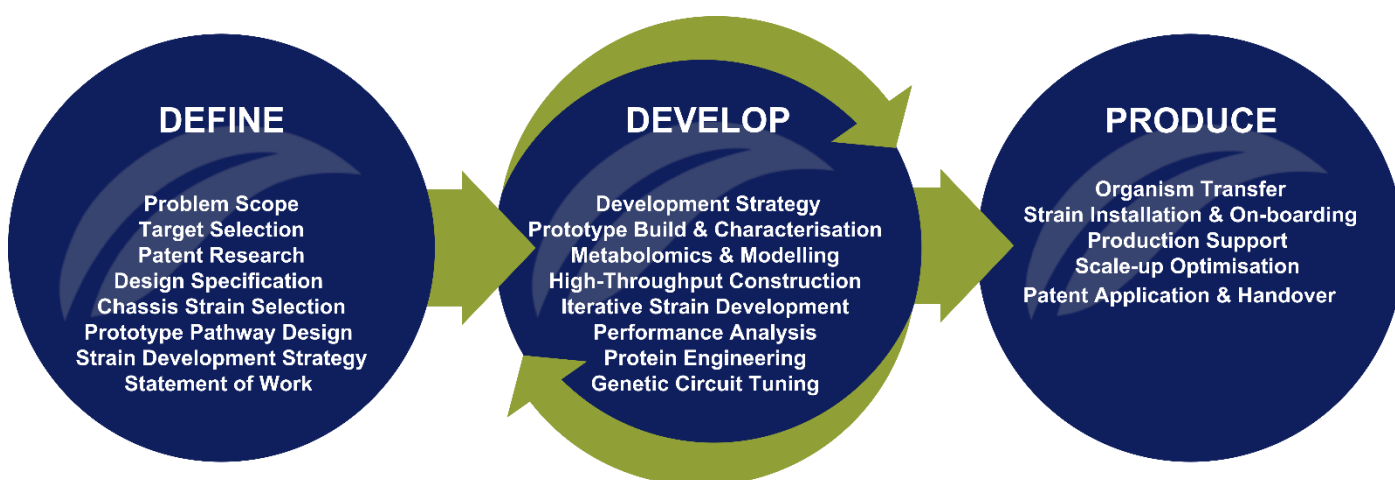 DEFINE
Problem Scope
Target Selection
Patent Research
Design Specification
Chassis Strain Selection
Prototype Pathway Design
Strain Development Strategy
Statement of Work
DEVELOP
Development Strategy
Prototype Build & Characterisation
Metabolomics & Modelling
High-Throughput Construction
Iterative Strain Development
Performance Analysis
Protein Engineering
Genetic Circuit Tuning
PRODUCE
Organism Transfer
Strain Installation & On-boarding
Production Support
Scale-up Optimisation
Patent Application & Handover